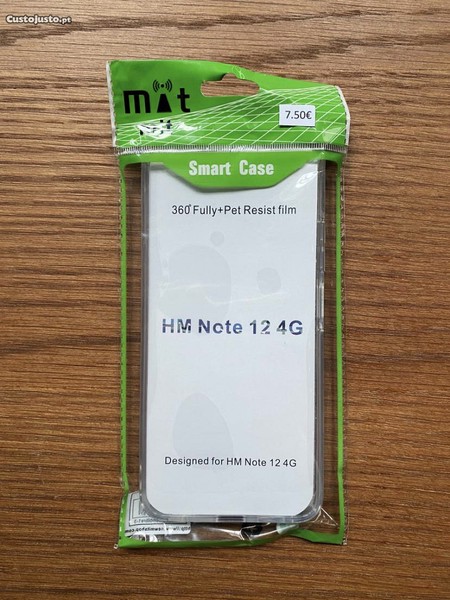 CustoJusto.pt
mit
7.50€
Smart Case
360°Fully+Pet Resist film
HM Note 12 4G
Designed for HM Note 12 4G